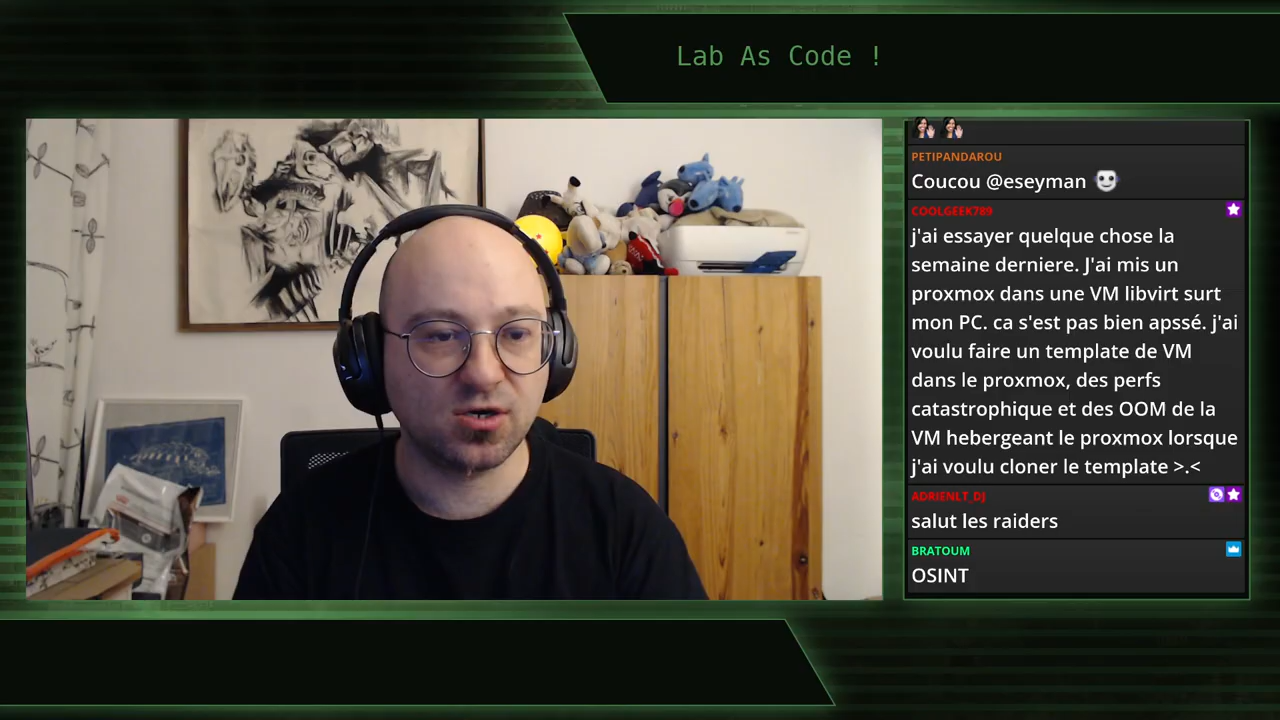 Lab As Code !
PETIPANDAROU
Coucou @eseyman
COOLGEEK789
j'ai essayer quelque chose la
semaine derniere. J'ai mis un
proxmox dans une VM libvirt surt
mon PC. ca s'est pas bien apssé. j'ai
voulu faire un template de VM
dans le proxmox, des perfs
catastrophique et des OOM de la
VM hebergeant le proxmox lorsque
j'ai voulu cloner le template >.<
ADRIENLT_DJ
salut les raiders
BRATOUM
OSINT